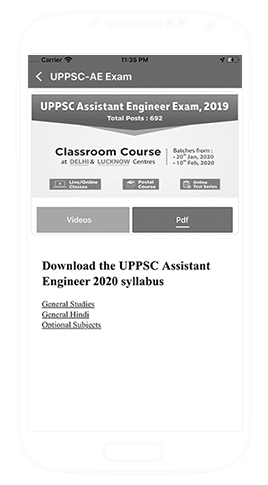 Carrier 11:35 PM
UPPSC-AE Exam
UPPSC Assistant Engineer Exam, 2019
Total Posts : 692
Classroom Course
at DELHI & LUCKNOW Centres
Batches from :
• 20th Jan, 2020
• 10th Feb, 2020
Live/Online
Classes
Postal
Course
Online
Test Series
Videos
Pdf
Download the UPPSC Assistant
Engineer 2020 syllabus
General Studies
General Hindi
Optional Subjects